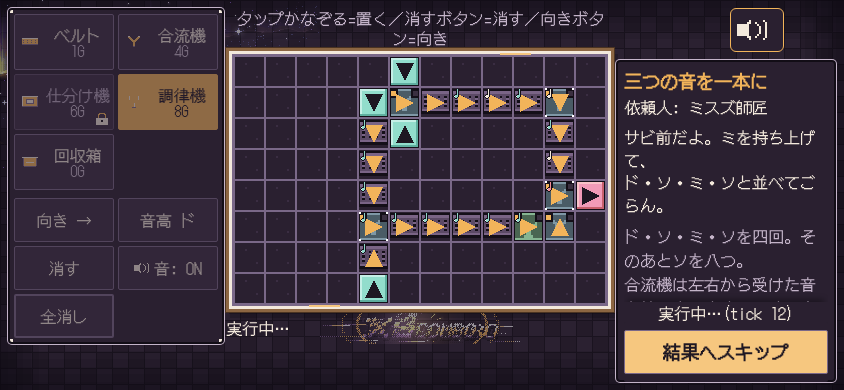 タップかなぞる=置く／消すボタン=消す／向きボタ
ン=向き
ベルト
1G
合流機
4G
仕分け機
6G
調律機
8G
回収箱
0G
向き →
音高 ド
消す
音: ON
全消し
実行中…
三つの音を一本に
依頼人: ミスズ師匠
サビ前だよ。ミを持ち上げ
て、
ド・ソ・ミ・ソと並べてご
らん。
ド・ソ・ミ・ソを四回。そ
のあとソを八つ。
合流機は左右から受けた音
実行中…(tick 12)
結果へスキップ